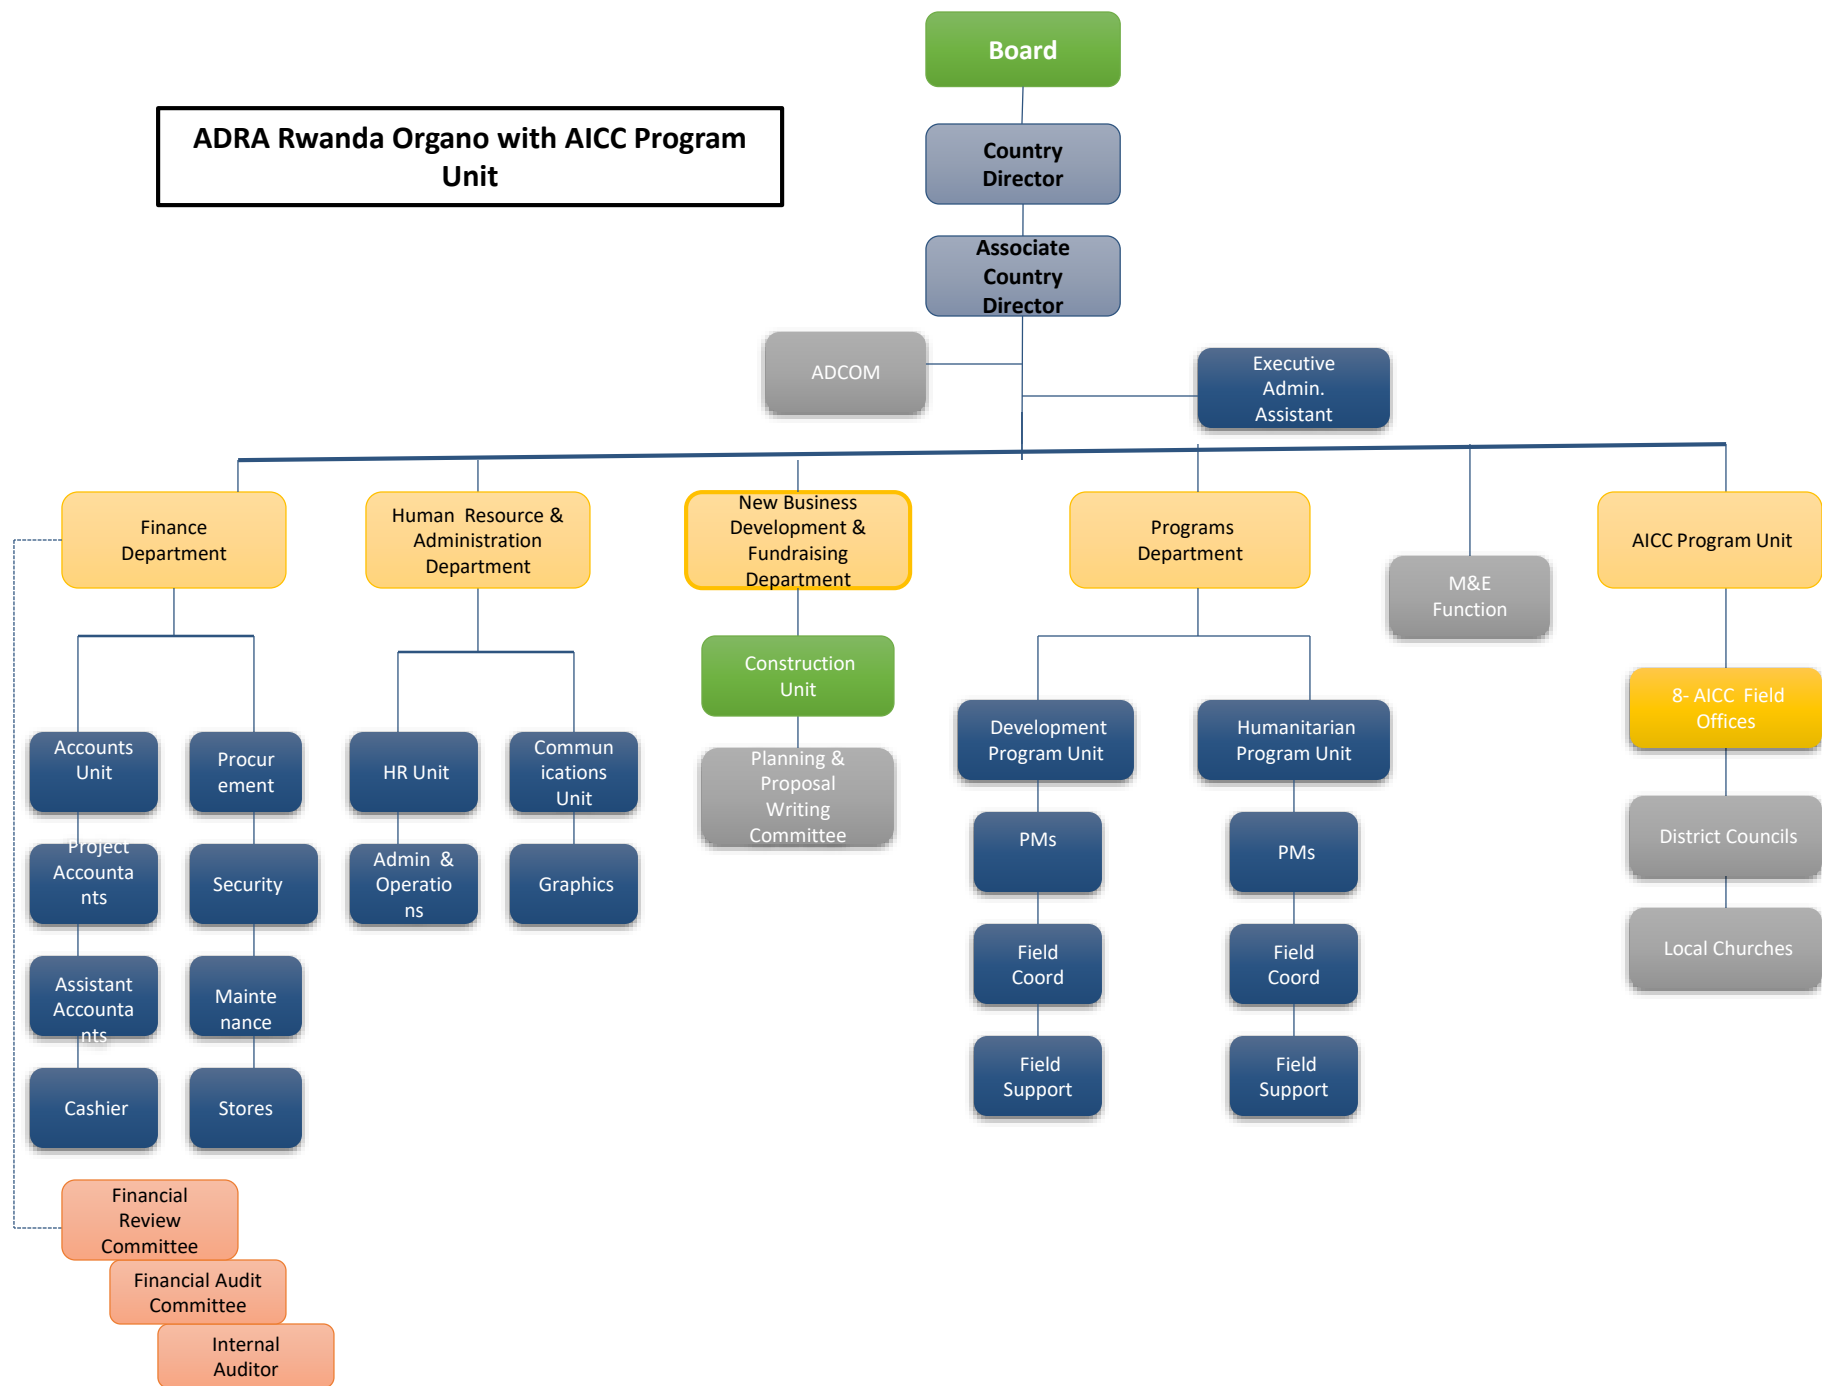 Board
ADRA Rwanda Organo with AICC Program
Unit
Country
Director
Associate
Country
Director
ADCOM
Executive
Admin.
Assistant
Finance
Department
Human Resource &
Administration
Department
New Business
Development &
Fundraising
Department
Programs
Department
M&E
Function
AICC Program Unit
Construction
Unit
8- AICC Field
Offices
Accounts
Unit
Procur
ement
HR Unit
Commun
ications
Unit
Planning &
Proposal
Writing
Committee
Development
Program Unit
Humanitarian
Program Unit
District Councils
Project
Accounta
nts
Security
Admin &
Operatio
ns
Graphics
PMs
PMs
Local Churches
Assistant
Accounta
nts
Mainte
nance
Field
Coord
Field
Coord
Cashier
Stores
Field
Support
Field
Support
Financial
Review
Committee
Financial Audit
Committee
Internal
Auditor